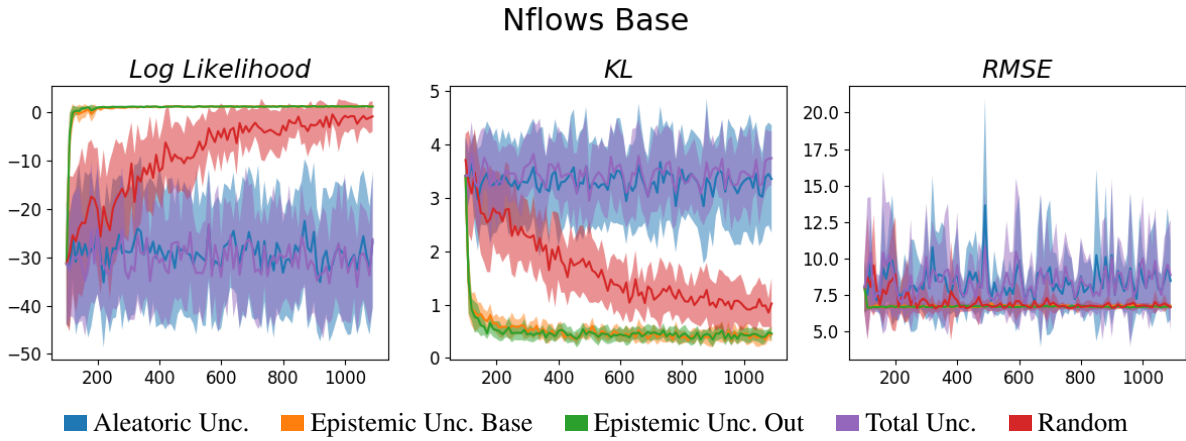 Nflows Base
Log Likelihood
KL
RMSE
0
−10
−20
−30
−40
−50
200 400 600 800 1000
5
4
3
2
1
0
200 400 600 800 1000
20.0
17.5
15.0
12.5
10.0
7.5
5.0
200 400 600 800 1000
Aleatoric Unc. Epistemic Unc. Base Epistemic Unc. Out Total Unc. Random